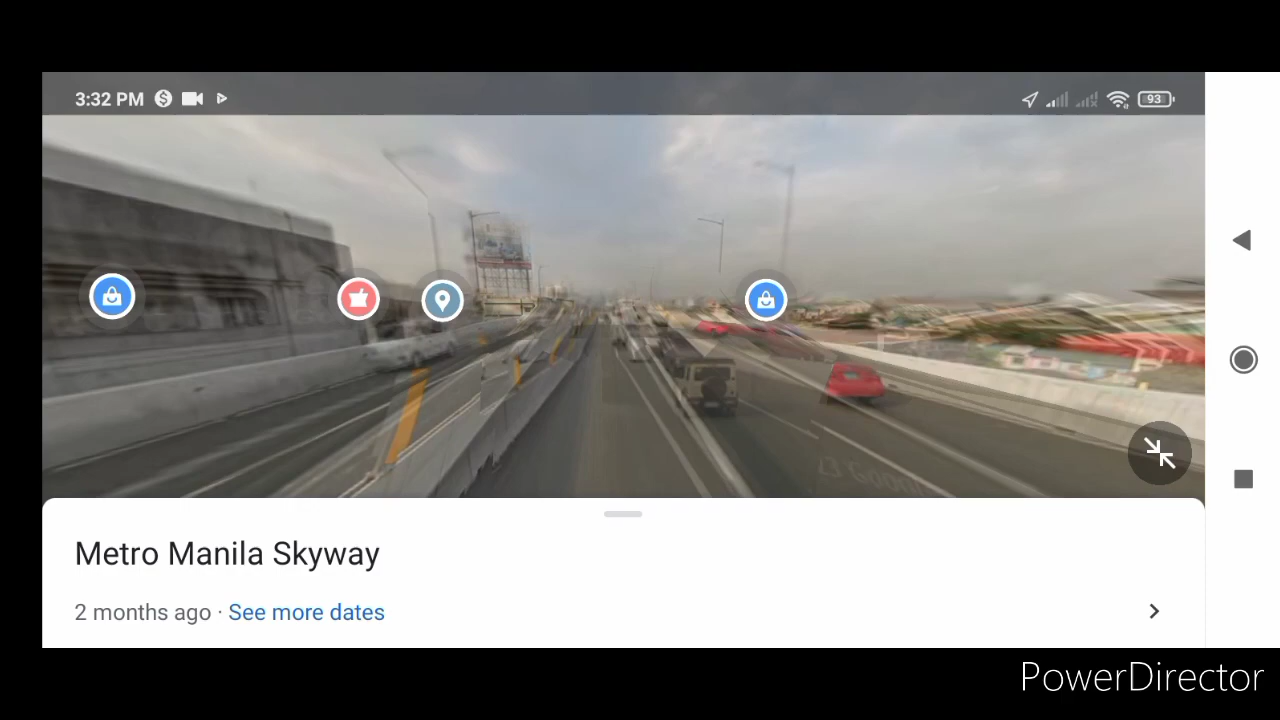 3:32 PM
93
Metro Manila Skyway
2 months ago · See more dates
PowerDirector